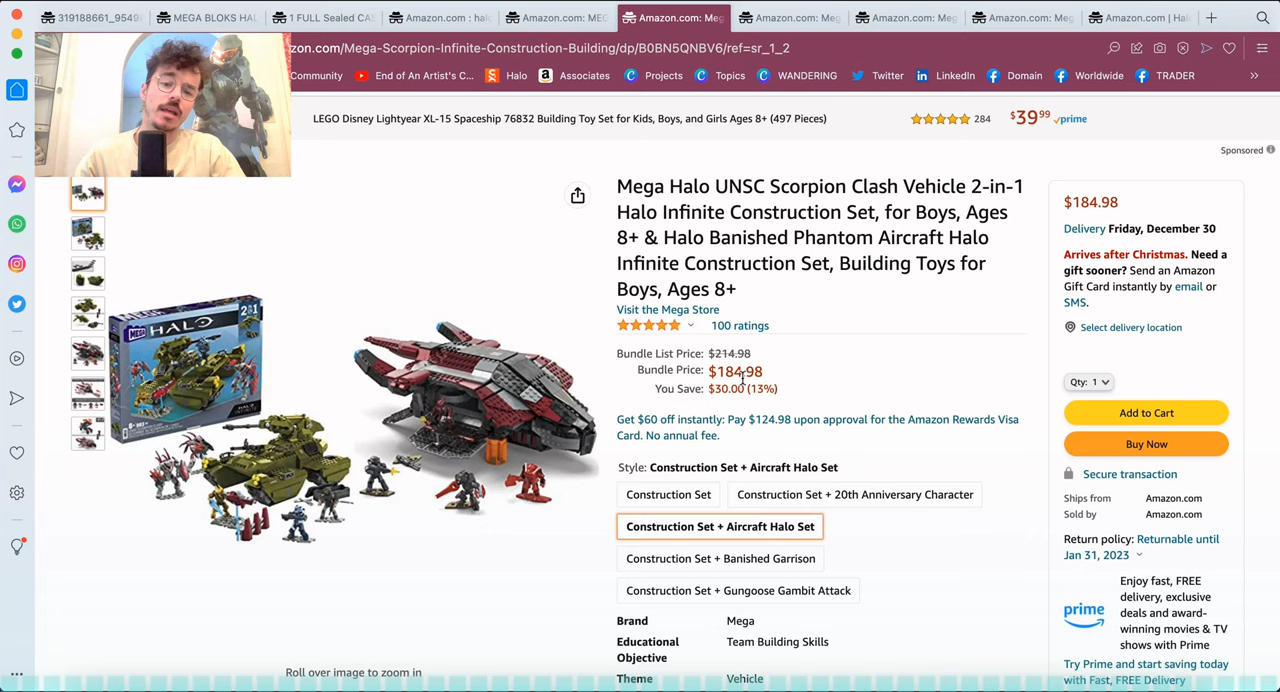 319188661_9549
MEGA BLOKS HAL
1 FULL Sealed CAS
Amazon.com : halo
Amazon.com: MEG
Amazon.com: Meg
Amazon.com: Meg
Amazon.com: Meg
Amazon.com: Meg
Amazon.com | Hal
zon.com/Mega-Scorpion-Infinite-Construction-Building/dp/B0BN5QNBV6/ref=sr_1_2
Community
End of An Artist's C...
Halo
Associates
Projects
Topics
WANDERING
Twitter
LinkedIn
Domain
Worldwide
TRADER
LEGO Disney Lightyear XL-15 Spaceship 76832 Building Toy Set for Kids, Boys, and Girls Ages 8+ (497 Pieces)
284
$39 99
prime
Sponsored
Mega Halo UNSC Scorpion Clash Vehicle 2-in-1
Halo Infinite Construction Set, for Boys, Ages
8+ & Halo Banished Phantom Aircraft Halo
Infinite Construction Set, Building Toys for
Boys, Ages 8+
Visit the Mega Store
100 ratings
Bundle List Price: $214.98
Bundle Price: $184.98
You Save: $30.00 (13%)
Get $60 off instantly: Pay $124.98 upon approval for the Amazon Rewards Visa
Card. No annual fee.
Style: Construction Set + Aircraft Halo Set
Construction Set
Construction Set + 20th Anniversary Character
Construction Set + Aircraft Halo Set
Construction Set + Banished Garrison
Construction Set + Gungoose Gambit Attack
Brand Mega
Educational Team Building Skills
Objective
Theme Vehicle
MEGA
HALO
2in1
8+
Roll over image to zoom in
$184.98
Delivery Friday, December 30
Arrives after Christmas. Need a
gift sooner? Send an Amazon
Gift Card instantly by email or
SMS.
Select delivery location
Qty: 1
Add to Cart
Buy Now
Secure transaction
Ships from Amazon.com
Sold by Amazon.com
Return policy: Returnable until
Jan 31, 2023
prime
Enjoy fast, FREE
delivery, exclusive
deals and award-
winning movies & TV
shows with Prime
Try Prime and start saving today
with Fast, FREE Delivery